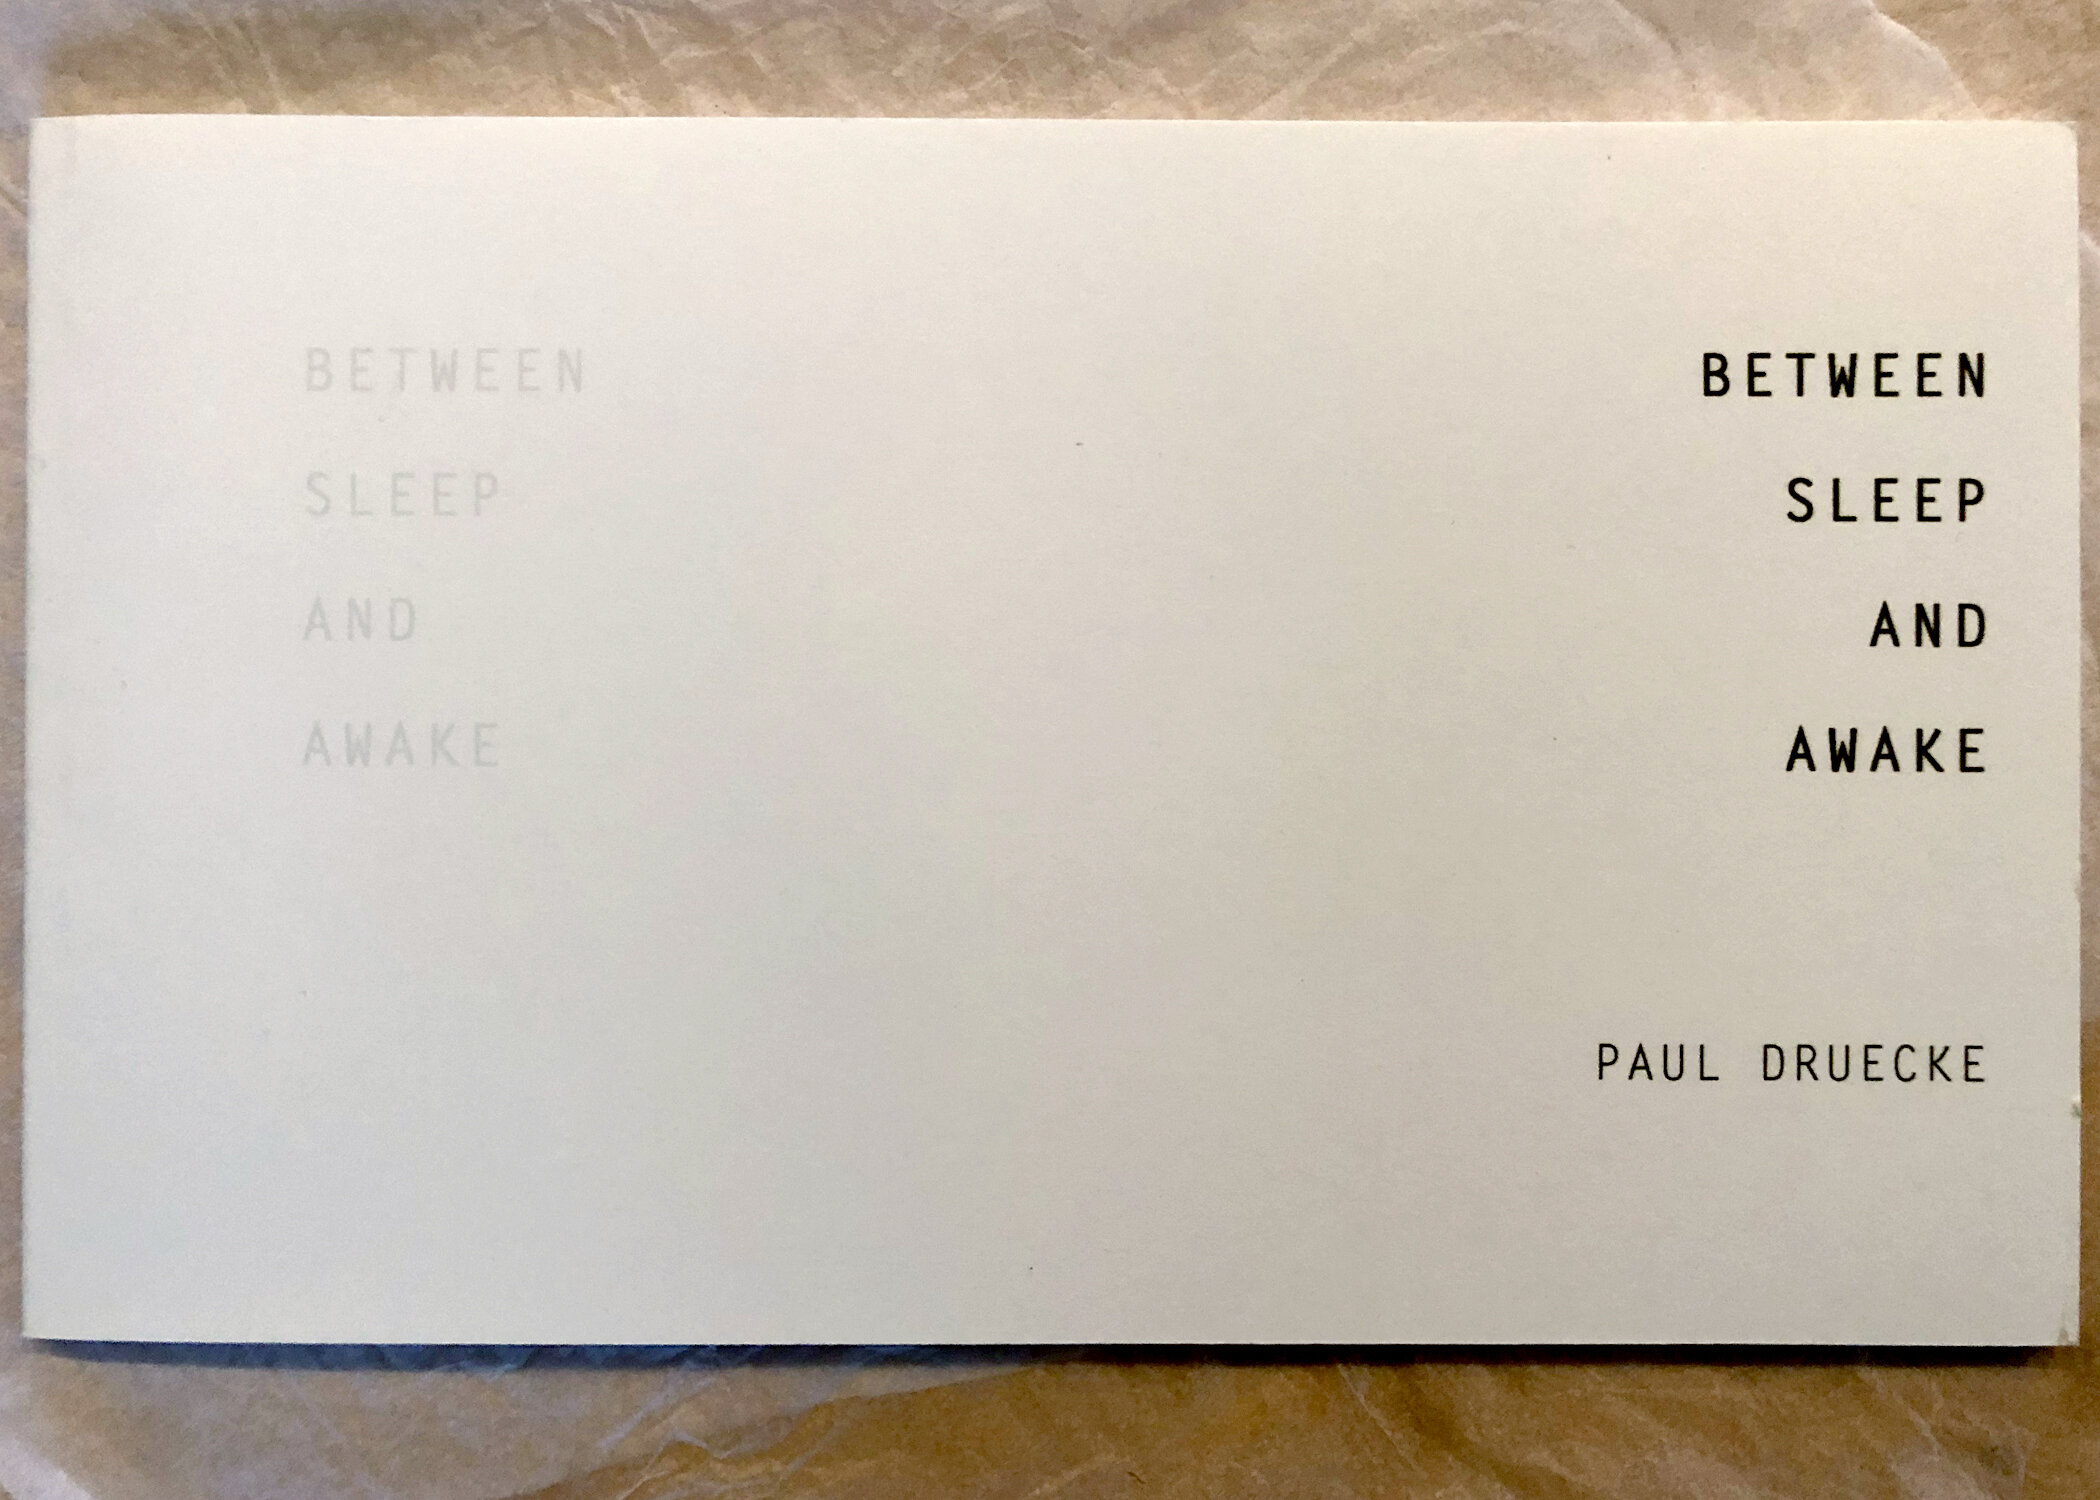 BETWEEN
SLEEP
AND
AWAKE
BETWEEN
SLEEP
AND
AWAKE
PAUL DRUECKE